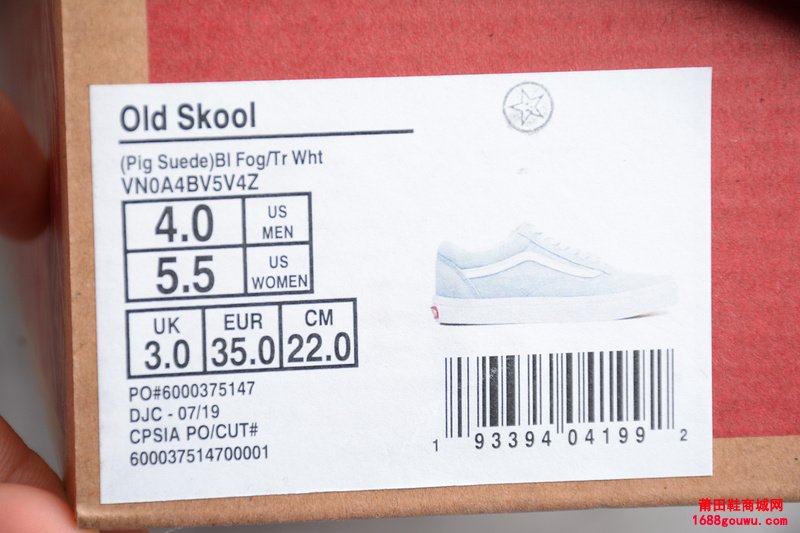 Old Skool
(Pig Suede)Bl Fog/Tr Wht
VN0A4BV5V4Z
4.0 US MEN
5.5 US WOMEN
UK EUR CM
3.0 35.0 22.0
PO#6000375147
DJC - 07/19
CPSIA PO/CUT#
600037514700001
1 93394 04199 2
莆田鞋商城网
1688gouwu.com